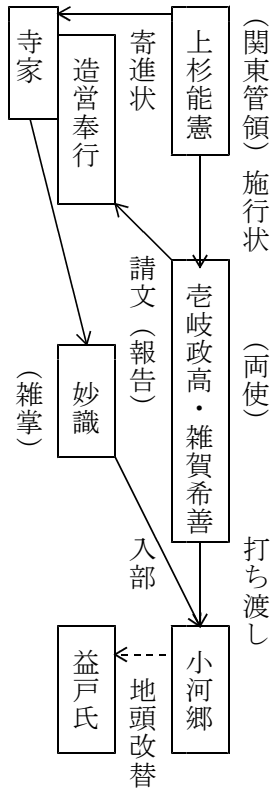 （関東管領）
施行状
（両使）
打ち渡し
上杉能憲
壱岐政高・雑賀希善
小河郷
寄進状
請文（報告）
入部
地頭改替
造営奉行
妙識
益戸氏
寺家
（雑掌）